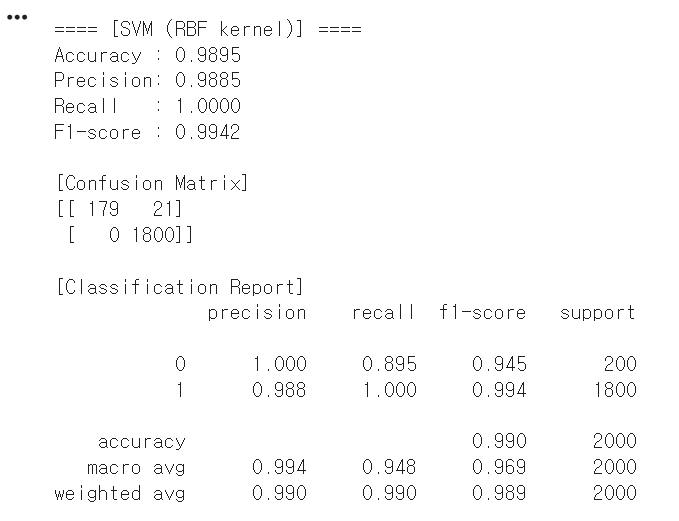 ==== [SVM (RBF kernel)] ====
Accuracy : 0.9895
Precision: 0.9885
Recall   : 1.0000
F1-score : 0.9942

[Confusion Matrix]
[[ 179   21]
 [   0 1800]]

[Classification Report]
              precision    recall  f1-score   support

           0      1.000     0.895     0.945       200
           1      0.988     1.000     0.994      1800

    accuracy                          0.990      2000
   macro avg      0.994     0.948     0.969      2000
weighted avg      0.990     0.990     0.989      2000